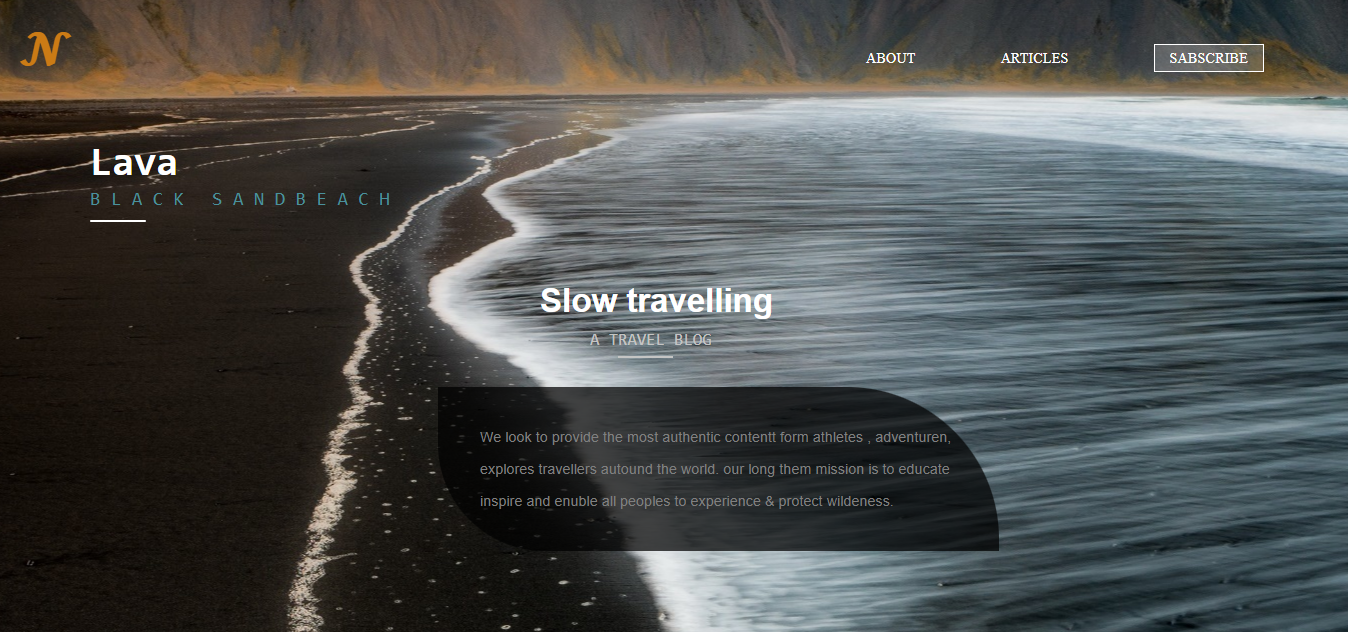 N
ABOUT
ARTICLES
SABSCRIBE
Lava
BLACK SANDBEACH
Slow travelling
A TRAVEL BLOG
We look to provide the most authentic contentt form athletes , adventuren,
explores travellers autound the world. our long them mission is to educate
inspire and enuble all peoples to experience & protect wildeness.